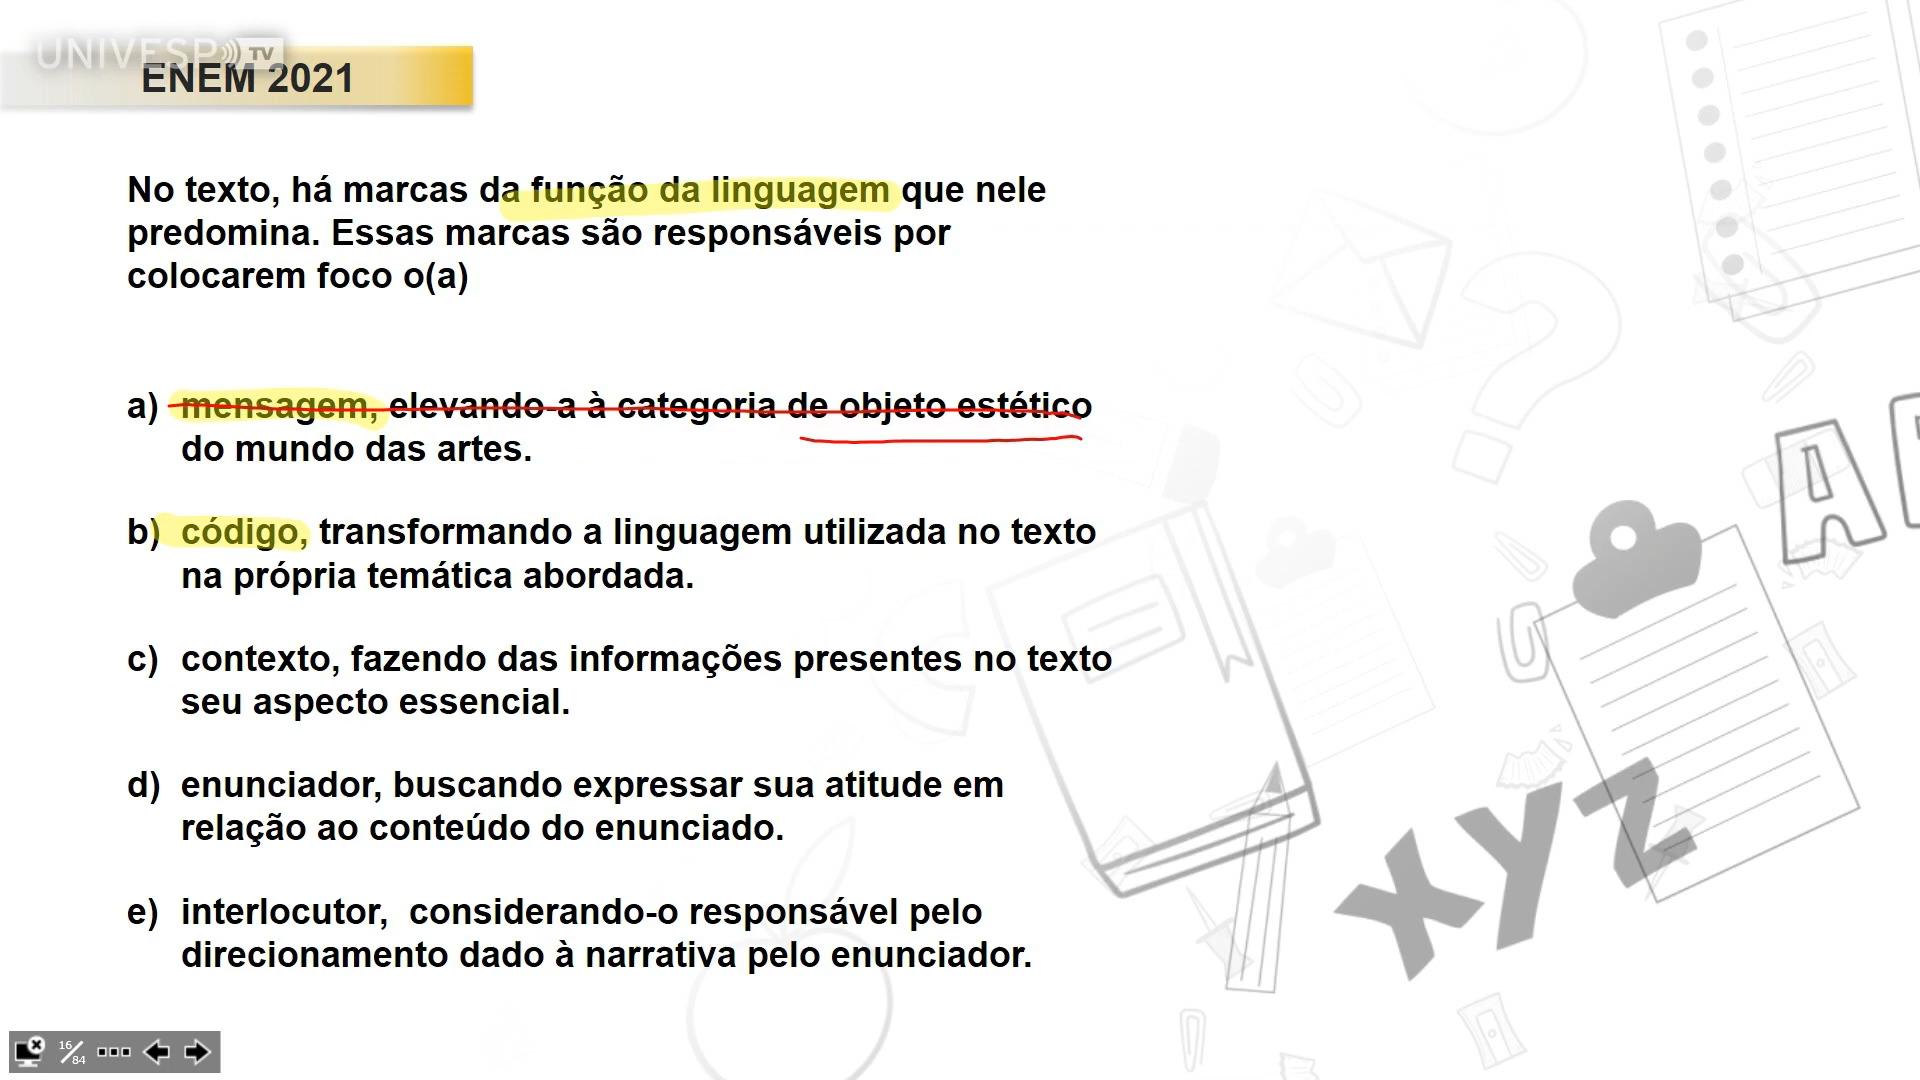 UNIVESP TV
ENEM 2021
No texto, há marcas da função da linguagem que nele
predomina. Essas marcas são responsáveis por
colocarem foco o(a)
a) mensagem, elevando-a à categoria de objeto estético
do mundo das artes.
b) código, transformando a linguagem utilizada no texto
na própria temática abordada.
c) contexto, fazendo das informações presentes no texto
seu aspecto essencial.
d) enunciador, buscando expressar sua atitude em
relação ao conteúdo do enunciado.
e) interlocutor, considerando-o responsável pelo
direcionamento dado à narrativa pelo enunciador.
A
XYZ
16/84